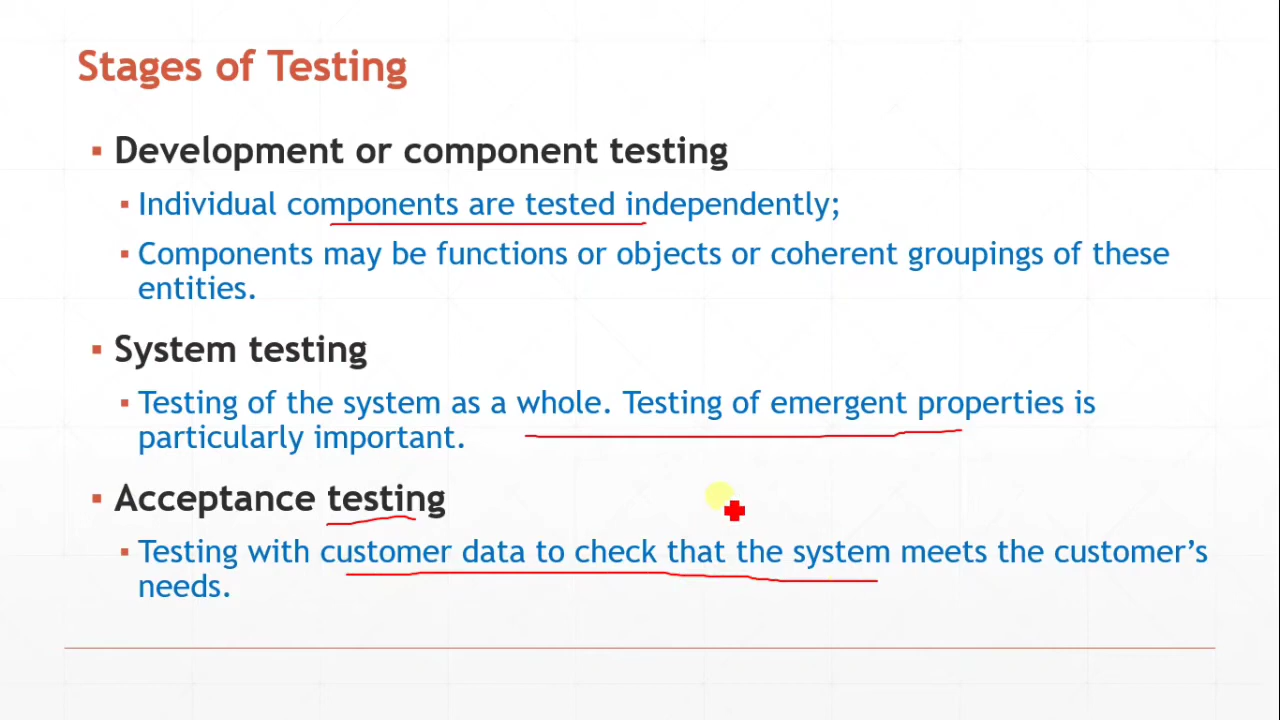 Stages of Testing
▪ Development or component testing
▪ Individual components are tested independently;
▪ Components may be functions or objects or coherent groupings of these
entities.
▪ System testing
▪ Testing of the system as a whole. Testing of emergent properties is
particularly important.
▪ Acceptance testing
▪ Testing with customer data to check that the system meets the customer’s
needs.